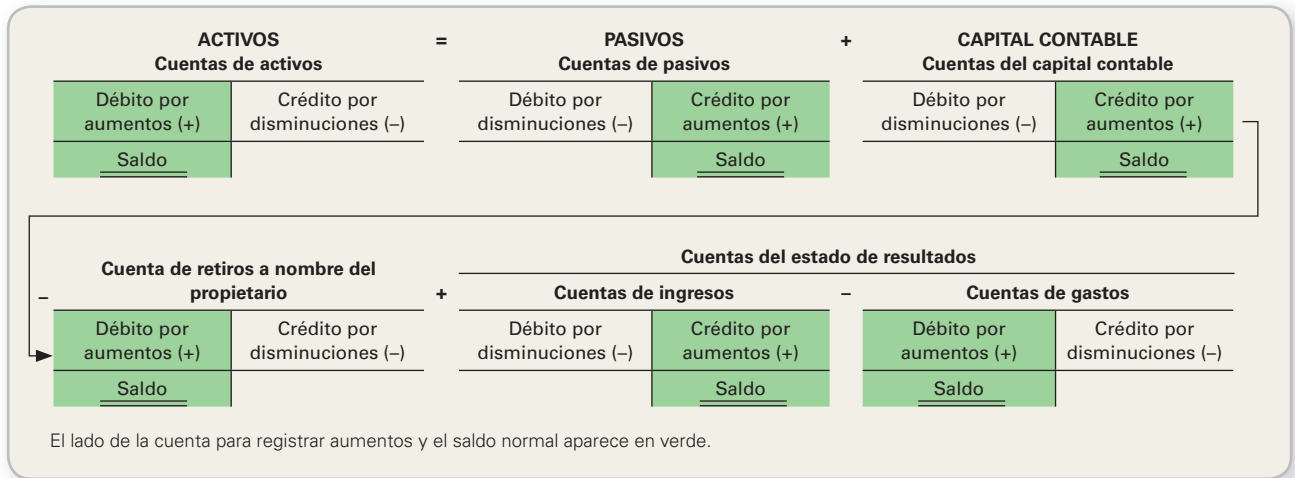 ACTIVOS = PASIVOS + CAPITAL CONTABLE
Cuentas de activos Cuentas de pasivos Cuentas del capital contable
Débito por Crédito por Débito por Crédito por Débito por Crédito por
aumentos (+) disminuciones (–) disminuciones (–) aumentos (+) disminuciones (–) aumentos (+)
Saldo Saldo Saldo
Cuentas del estado de resultados
Cuenta de retiros a nombre del
– propietario + Cuentas de ingresos – Cuentas de gastos
Débito por Crédito por Débito por Crédito por Débito por Crédito por
aumentos (+) disminuciones (–) disminuciones (–) aumentos (+) aumentos (+) disminuciones (–)
Saldo Saldo Saldo
El lado de la cuenta para registrar aumentos y el saldo normal aparece en verde.